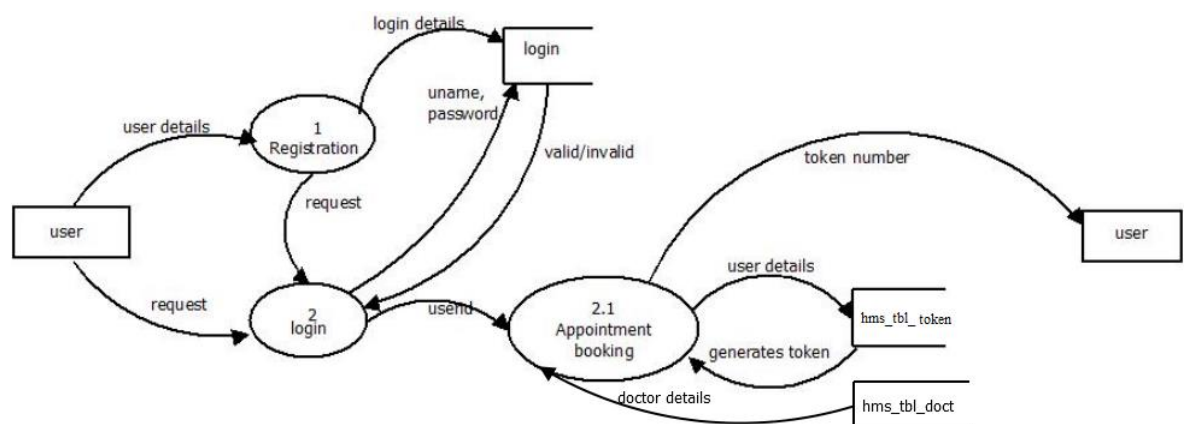 login details
login
uname,
password
user details
1
Registration
valid/invalid
token number
request
user
user
user details
request
2
login
usend
2.1
Appointment
booking
hms_tbl_ token
generates token
doctor details
hms_tbl_doct